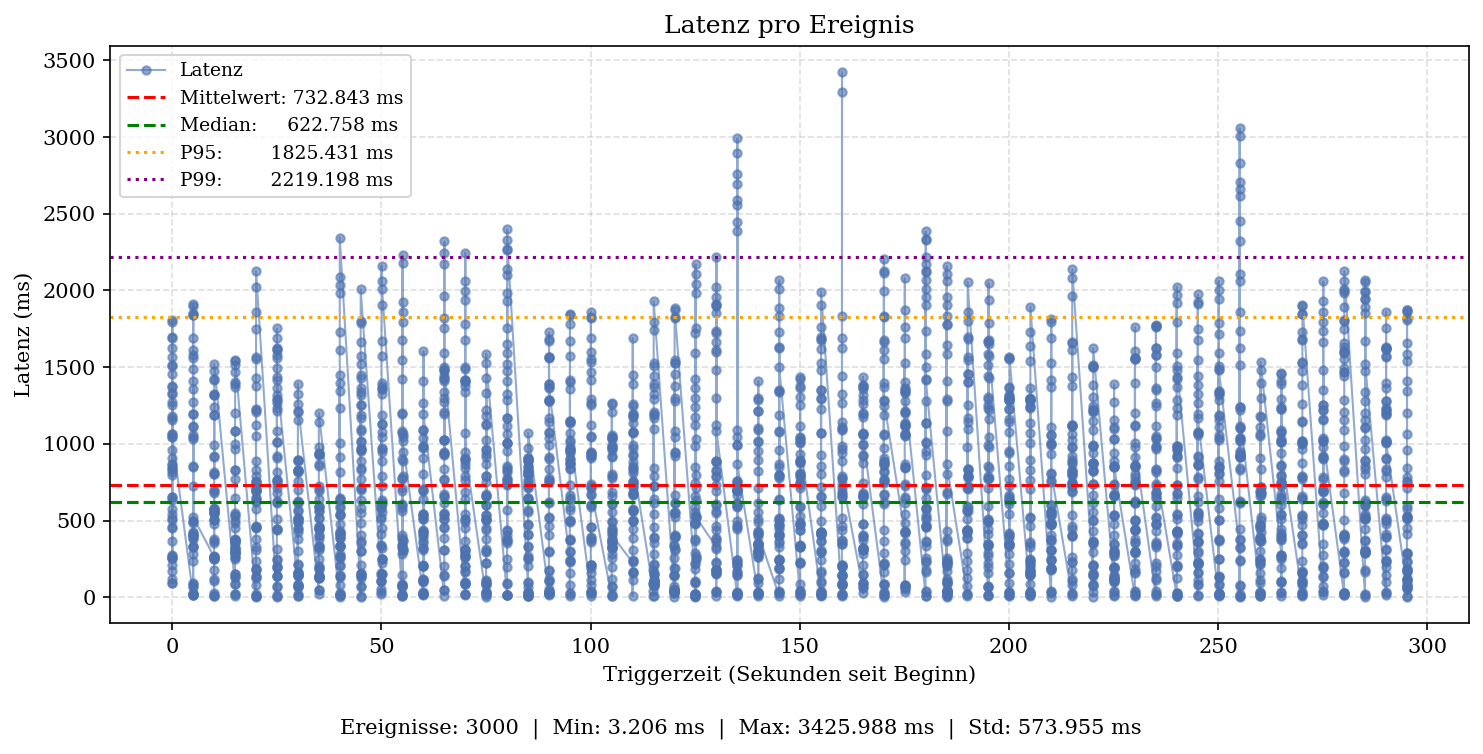 Latenz pro Ereignis
3500
3000
2500
2000
1500
1000
500
0
Latenz (ms)
Latenz
Mittelwert: 732.843 ms
Median: 622.758 ms
P95: 1825.431 ms
P99: 2219.198 ms
0 50 100 150 200 250 300
Triggerzeit (Sekunden seit Beginn)
Ereignisse: 3000 | Min: 3.206 ms | Max: 3425.988 ms | Std: 573.955 ms